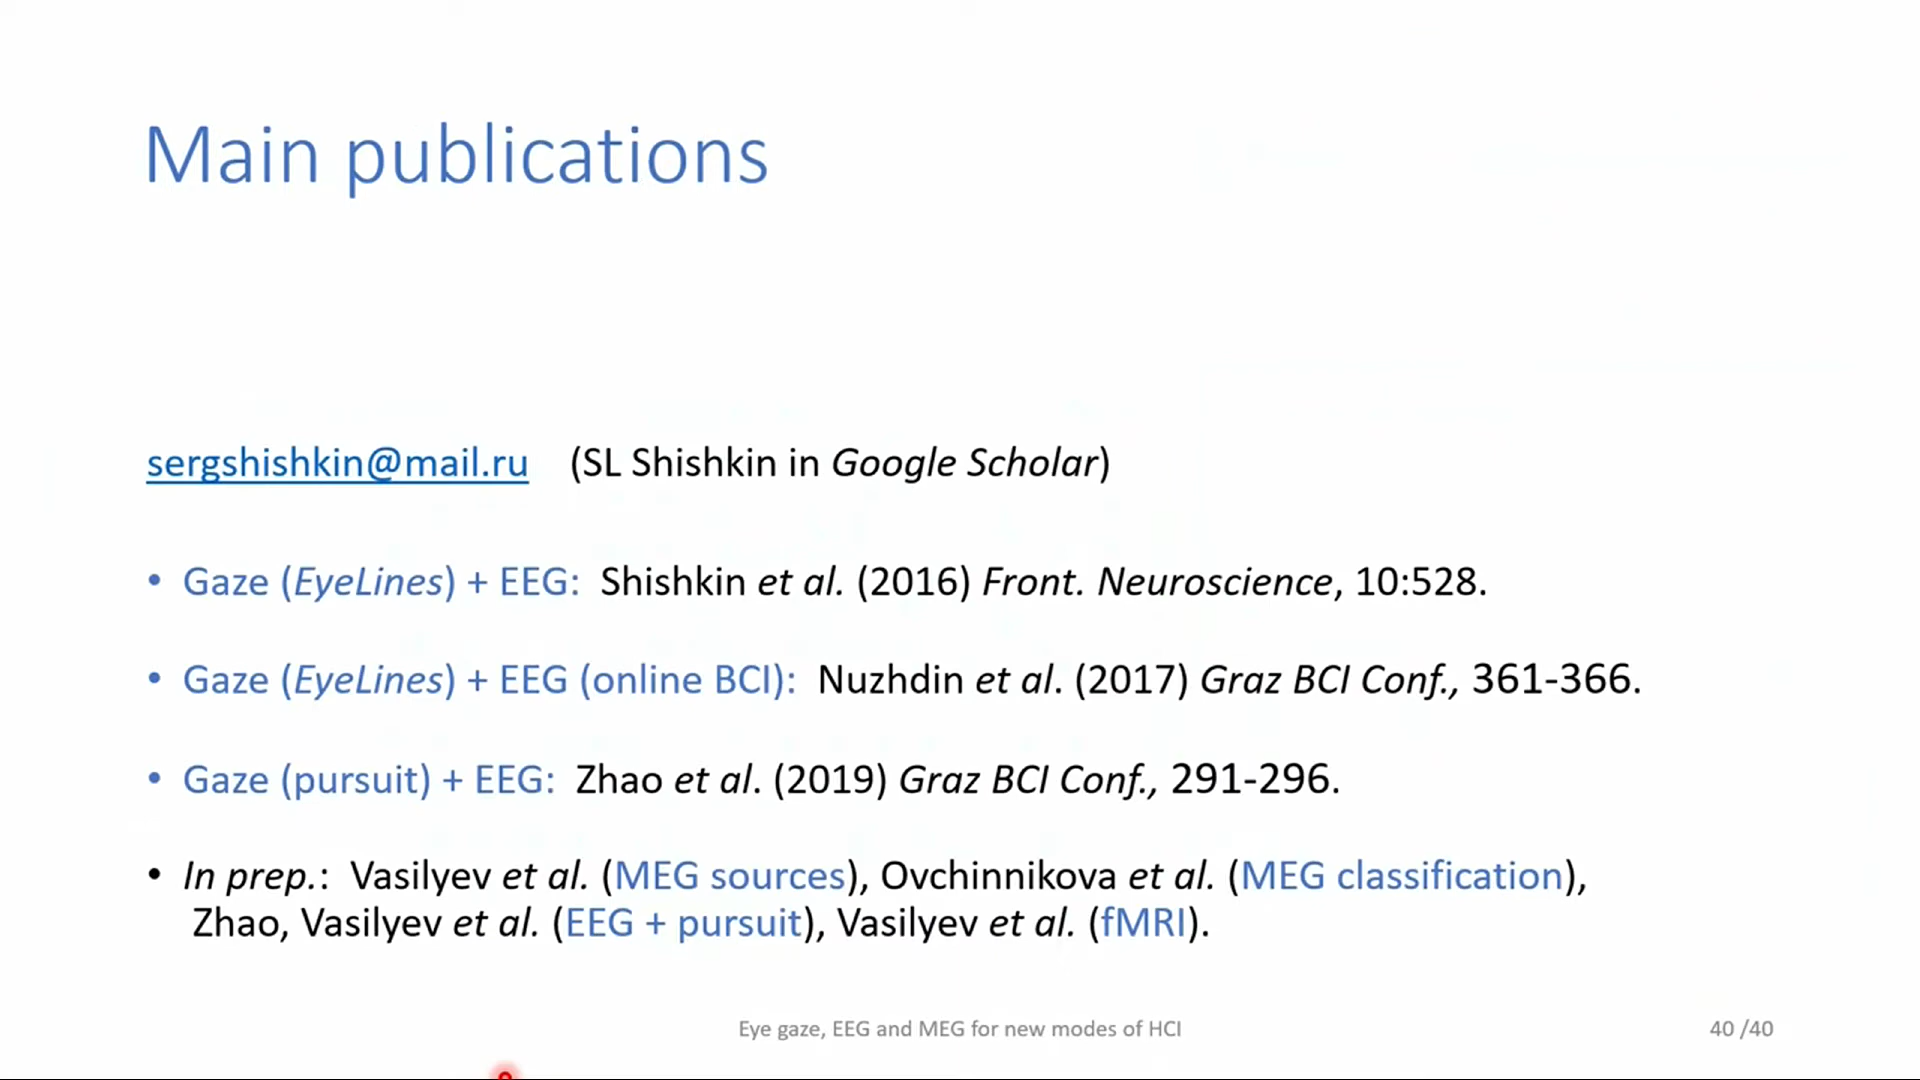 Main publications
sergshishkin@mail.ru (SL Shishkin in Google Scholar)
• Gaze (EyeLines) + EEG: Shishkin et al. (2016) Front. Neuroscience, 10:528.
• Gaze (EyeLines) + EEG (online BCI): Nuzhdin et al. (2017) Graz BCI Conf., 361-366.
• Gaze (pursuit) + EEG: Zhao et al. (2019) Graz BCI Conf., 291-296.
• In prep.: Vasilyev et al. (MEG sources), Ovchinnikova et al. (MEG classification),
Zhao, Vasilyev et al. (EEG + pursuit), Vasilyev et al. (fMRI).
Eye gaze, EEG and MEG for new modes of HCI
40 /40